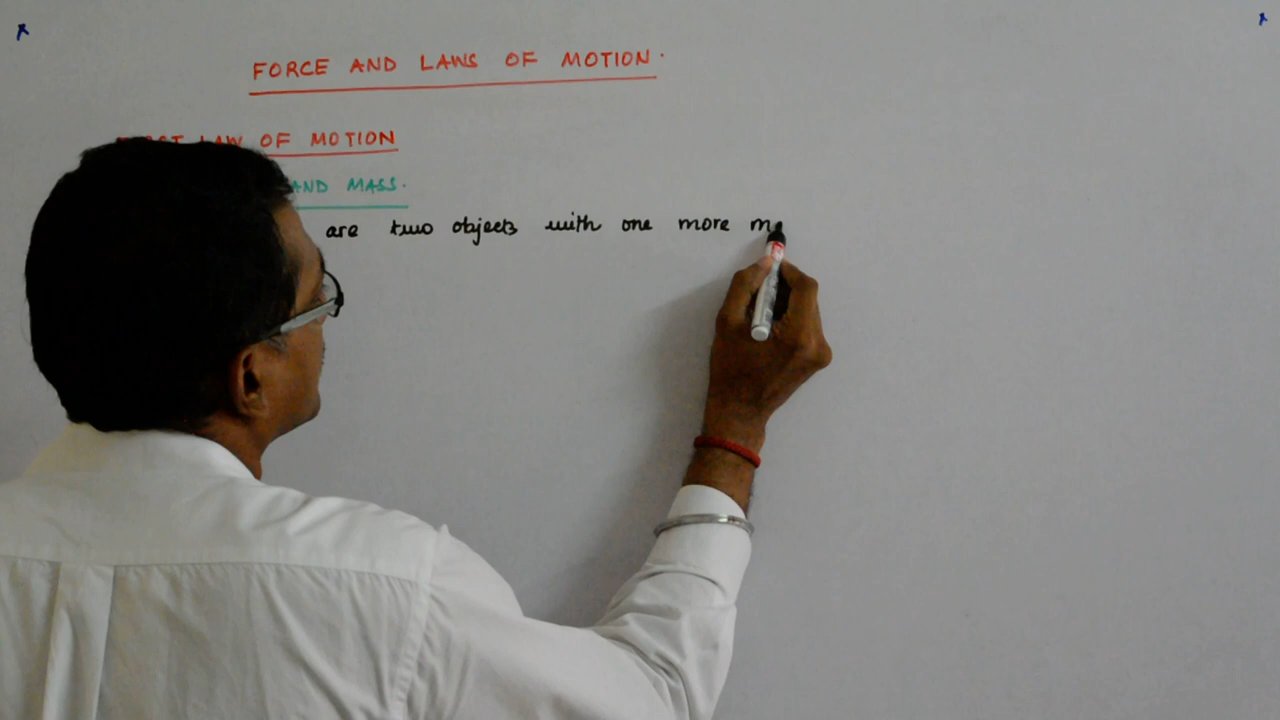 FORCE AND LAWS OF MOTION.
LAW OF MOTION
AND MASS.
are two objects with one more